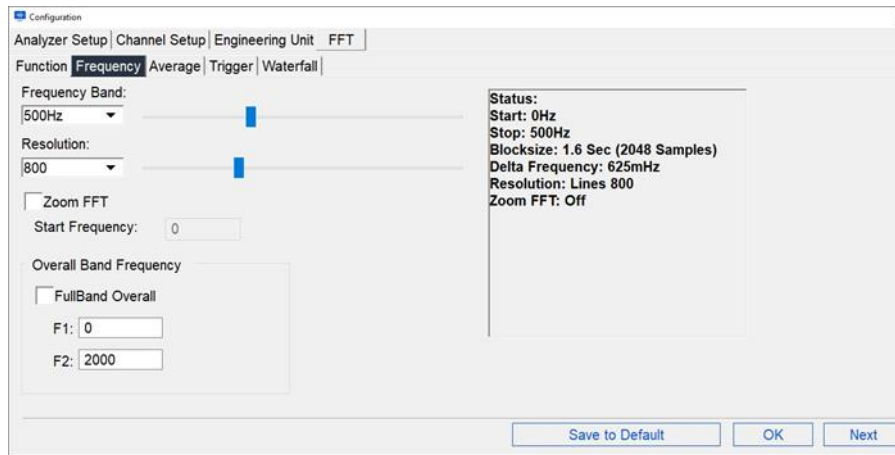 Configuration
Analyzer Setup Channel Setup Engineering Unit FFT
Function Frequency Average Trigger Waterfall
Frequency Band:
500Hz
Resolution:
800
Zoom FFT
Start Frequency: 0
Overall Band Frequency
FullBand Overall
F1: 0
F2: 2000
Status:
Start: 0Hz
Stop: 500Hz
Blocksize: 1.6 Sec (2048 Samples)
Delta Frequency: 625mHz
Resolution: Lines 800
Zoom FFT: Off
Save to Default OK Next